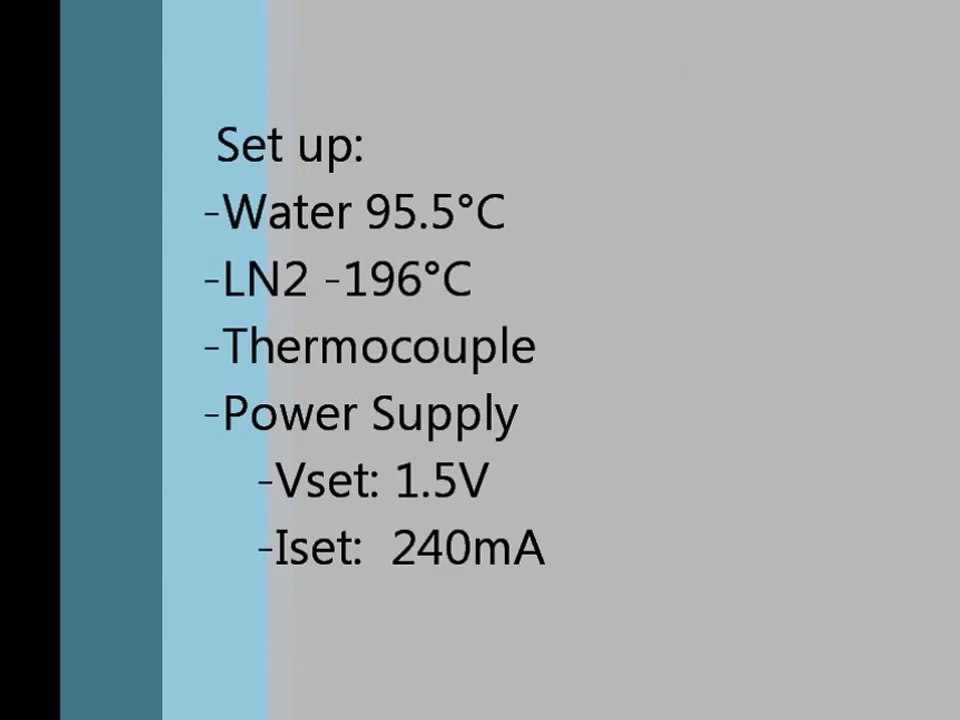 Set up:
-Water 95.5°C
-LN2 -196°C
-Thermocouple
-Power Supply
-Vset: 1.5V
-Iset:  240mA